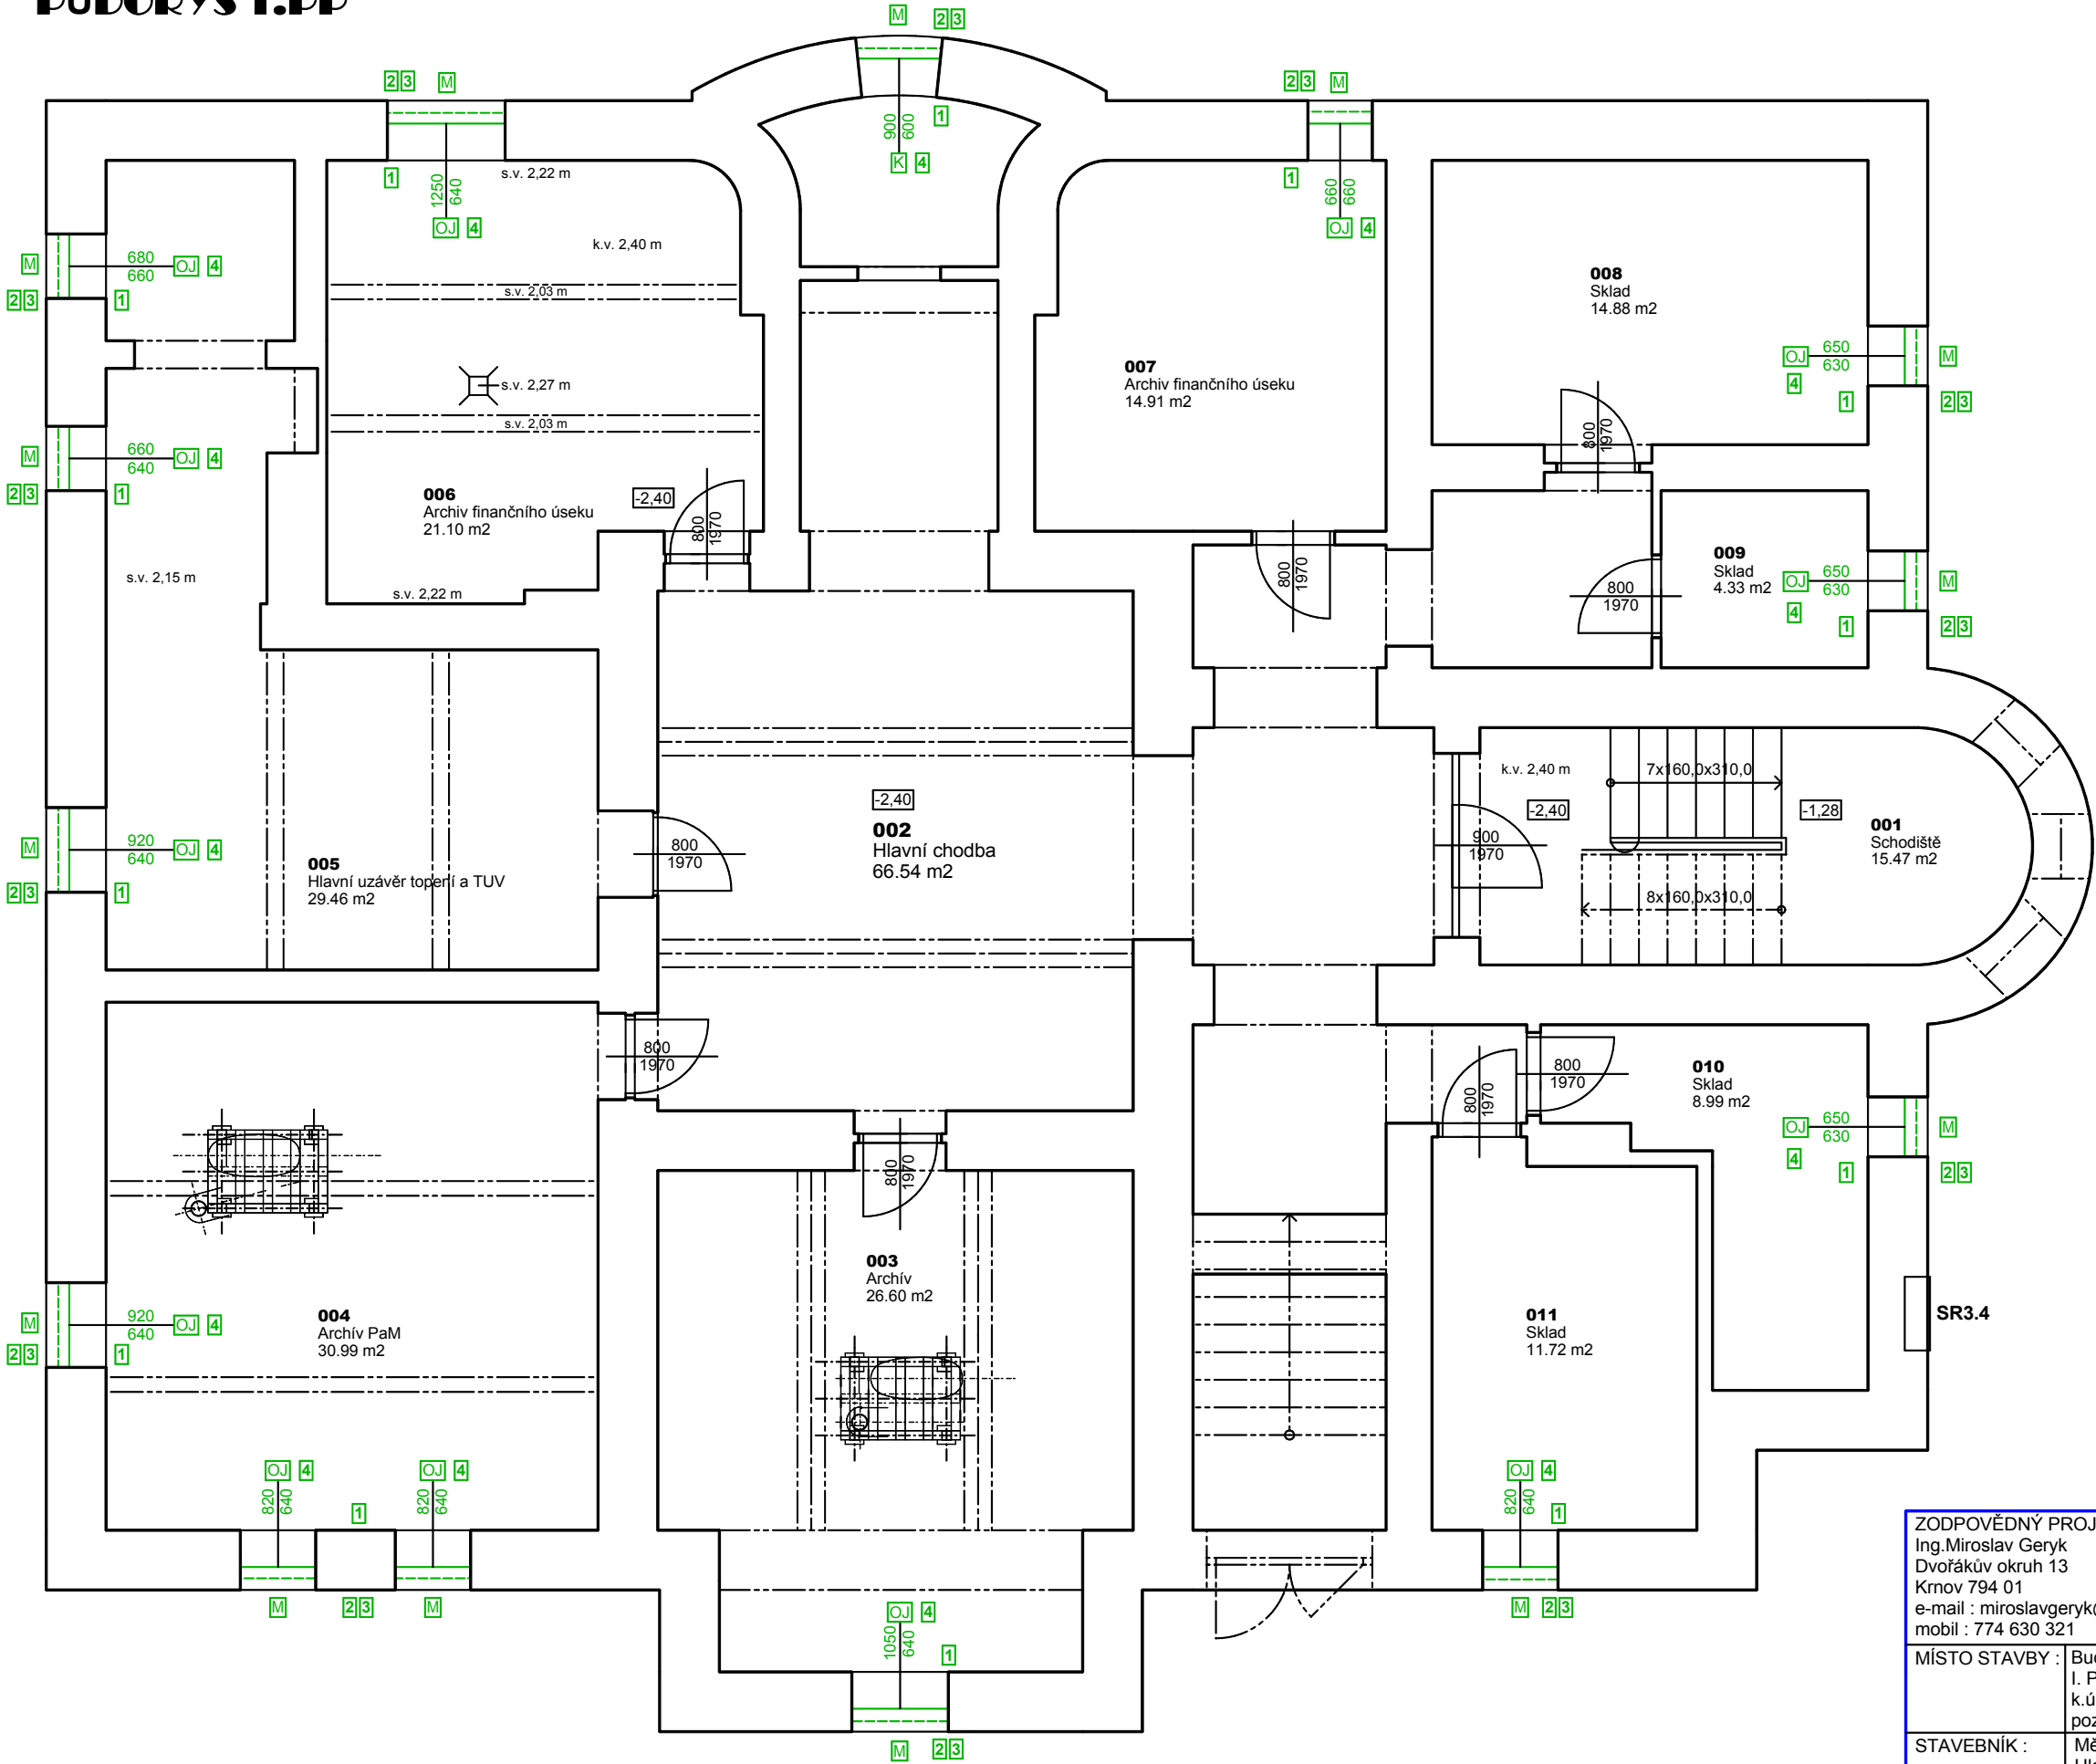 PŮDORYS 1.PP
M 2 3
2 3 M
2 3 M
1
900
600
K 4
1
1250
640
OJ 4
s.v. 2,22 m
k.v. 2,40 m
s.v. 2,03 m
s.v. 2,27 m
s.v. 2,03 m
1
660
660
OJ 4
M
680
660
OJ 4
2 3
1
M
660
640
OJ 4
2 3
1
008
Sklad
14.88 m2
OJ
650
630
M
4
1
2 3
007
Archiv finančního úseku
14.91 m2
800
1970
006
Archiv finančního úseku
21.10 m2
-2,40
800
1970
s.v. 2,15 m
s.v. 2,22 m
800
1970
800
1970
009
Sklad
4.33 m2
OJ
650
630
M
4
1
2 3
k.v. 2,40 m
7x160,0x310,0
-2,40
-1,28
001
Schodiště
15.47 m2
900
1970
8x160,0x310,0
-2,40
002
Hlavní chodba
66.54 m2
800
1970
M
920
640
OJ 4
2 3
1
005
Hlavní uzávěr topení a TUV
29.46 m2
800
1970
800
1970
800
1970
010
Sklad
8.99 m2
OJ
650
630
M
4
1
2 3
800
1970
003
Archív
26.60 m2
M
920
640
OJ 4
2 3
1
004
Archív PaM
30.99 m2
011
Sklad
11.72 m2
SR3.4
OJ 4
820
640
1
OJ 4
820
640
M
2 3
M
OJ 4
820
640
1
M 2 3
OJ 4
1050
640
1
M 2 3
ZODPOVĚDNÝ
Ing.Miroslav Geryk
Dvořákův okruh 13
Krnov 794 01
e-mail :
mobil : 774 630 321
MÍSTO STAVBY :
I.
STAVEBNÍK :